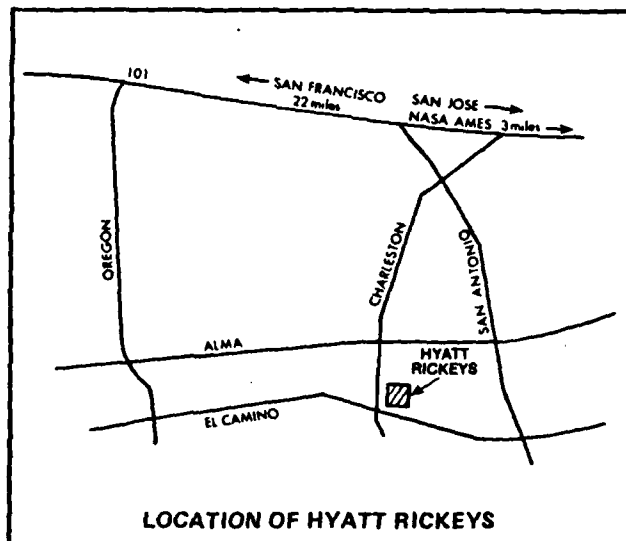 101
← SAN FRANCISCO
22 miles
SAN JOSE →
NASA AMES 3 miles →
OREGON
CHARLESTON
SAN ANTONIO
ALMA
HYATT
RICKEYS
EL CAMINO
LOCATION OF HYATT RICKEYS